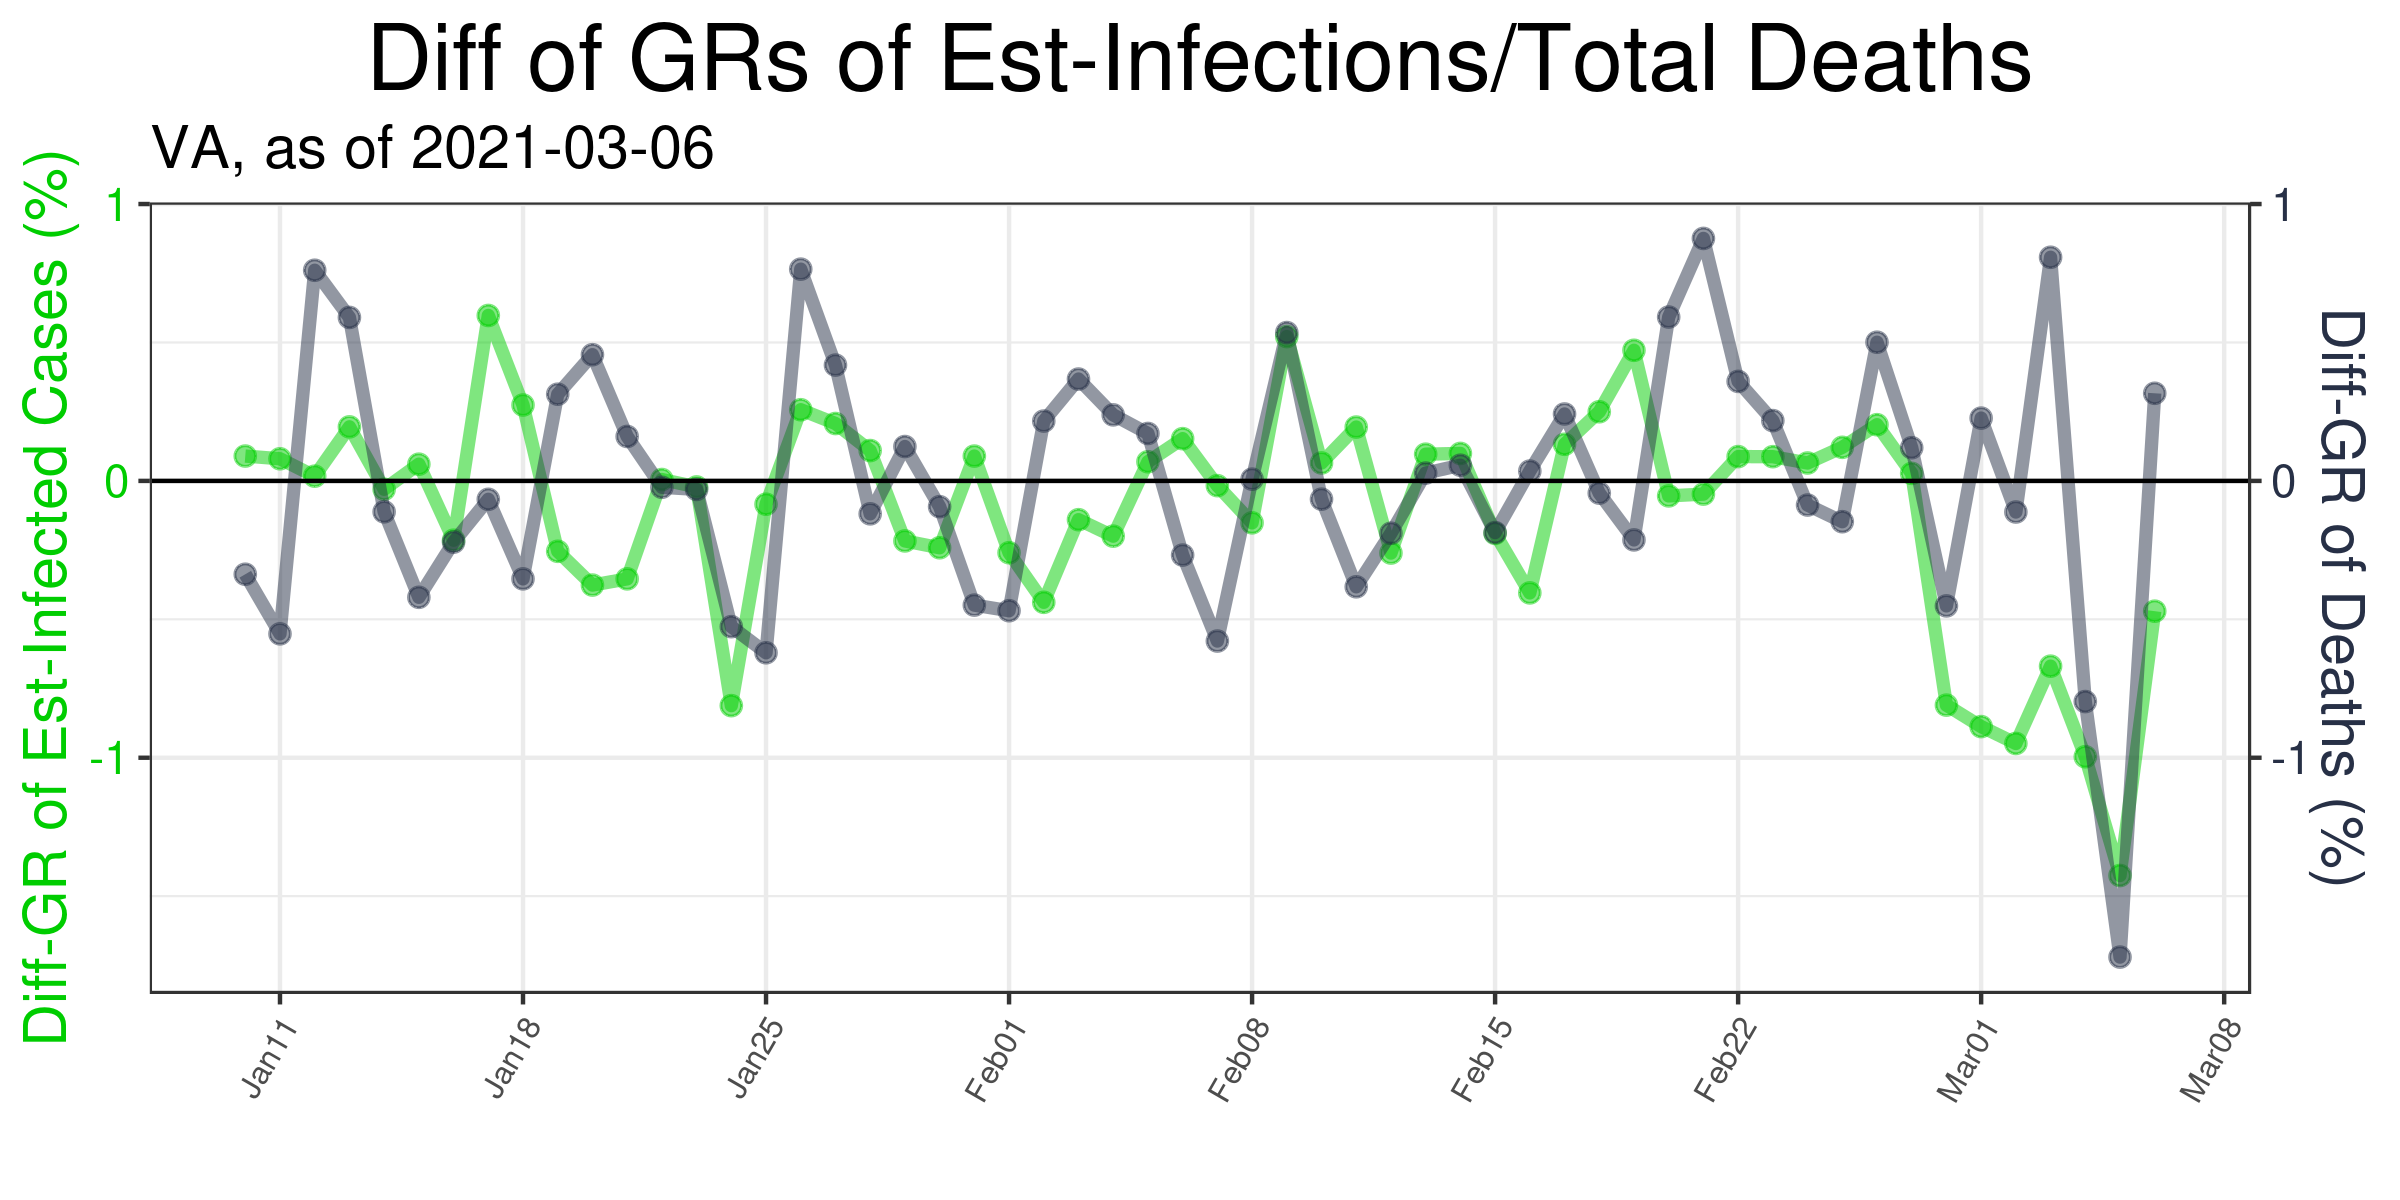 Diff of GRs of Est-Infections/Total Deaths
VA, as of 2021-03-06
Diff-GR of Est-Infected Cases (%)
1
0
-1
1
0
-1
Diff-GR of Deaths (%)
Jan11
Jan18
Jan25
Feb01
Feb08
Feb15
Feb22
Mar01
Mar08